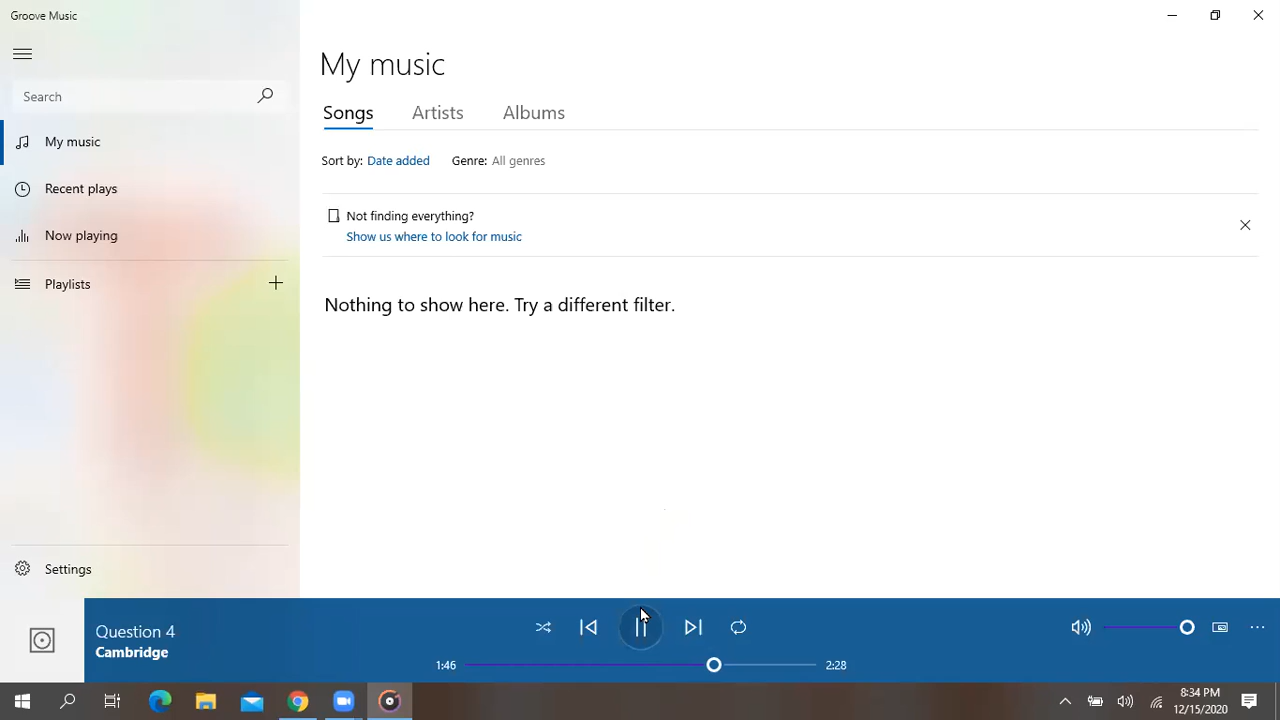 Groove Music
My music
Search
Songs Artists Albums
My music
Sort by: Date added Genre: All genres
Recent plays
Not finding everything?
Show us where to look for music
Now playing
Playlists
Nothing to show here. Try a different filter.
Settings
Question 4
Cambridge
1:46 2:28
8:34 PM
12/15/2020